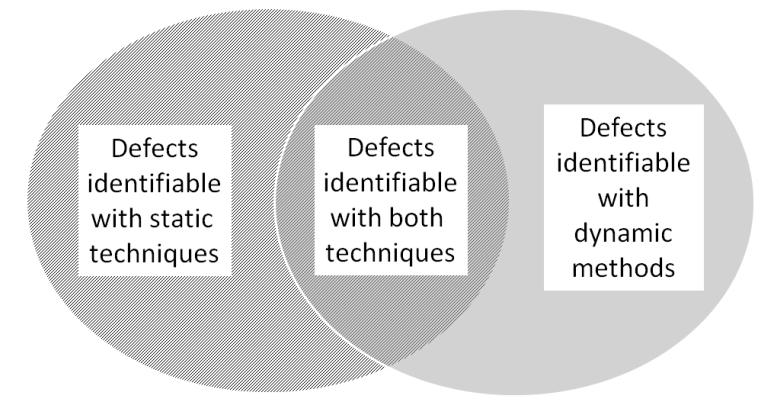 Defects
identifiable
with static
techniques
Defects
identifiable
with both
techniques
Defects
identifiable
with
dynamic
methods